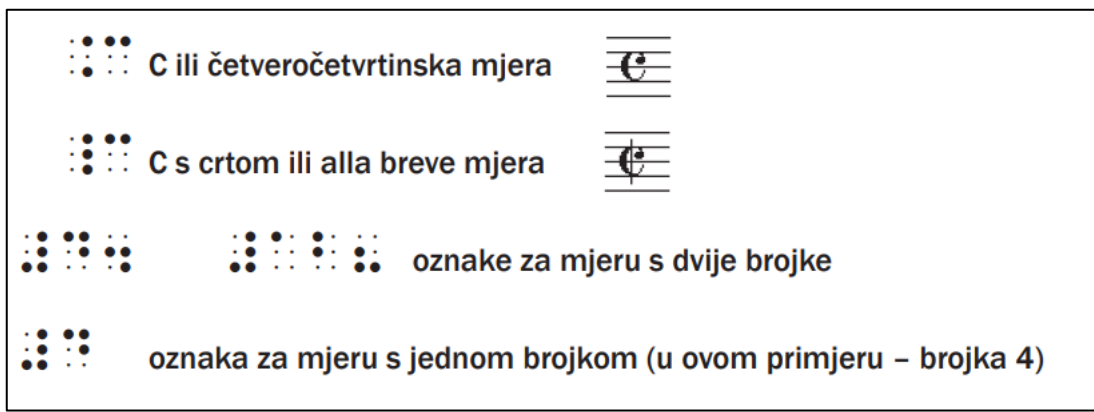 ⠨⠉ C ili četveročetvrtinska mjera
⠸⠉ C s crtom ili alla breve mjera
⠼⠙⠲ ⠼⠁⠃⠦ oznake za mjeru s dvije brojke
⠼⠙ oznaka za mjeru s jednom brojkom (u ovom primjeru – brojka 4)